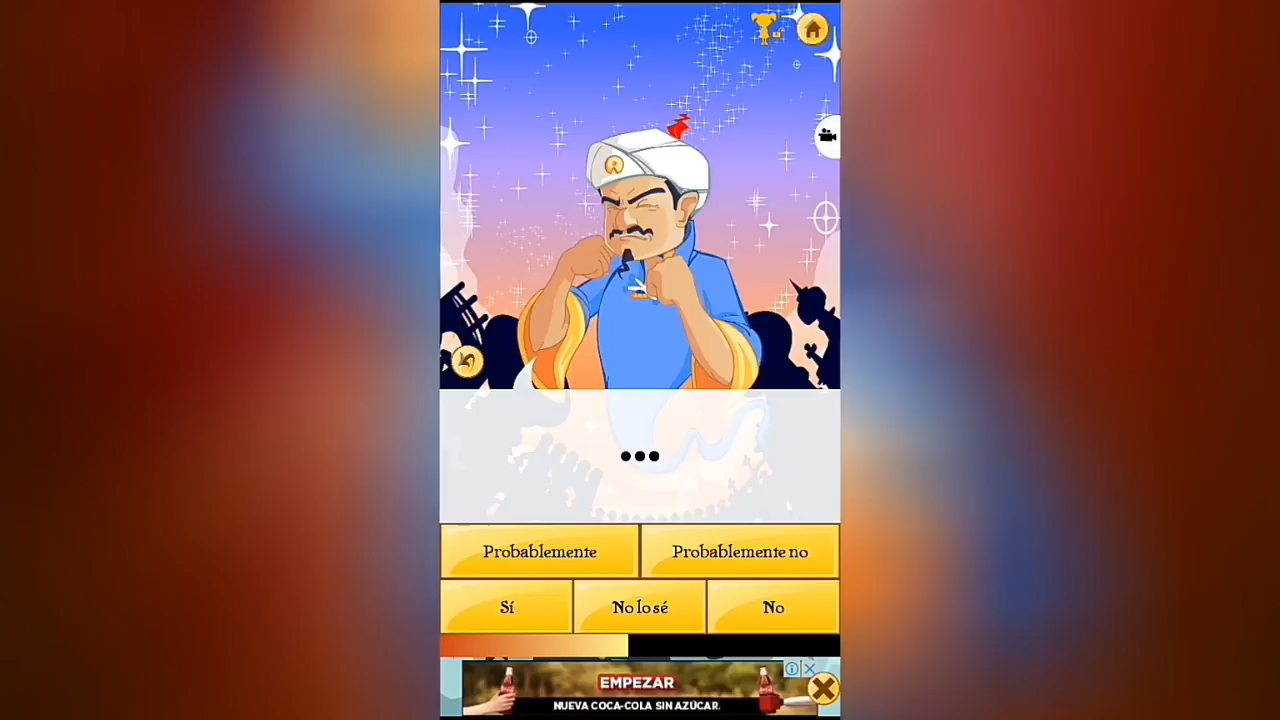 •••
Probablemente
Probablemente no
Sí
No lo sé
No
EMPEZAR
NUEVA COCA-COLA SIN AZÚCAR.